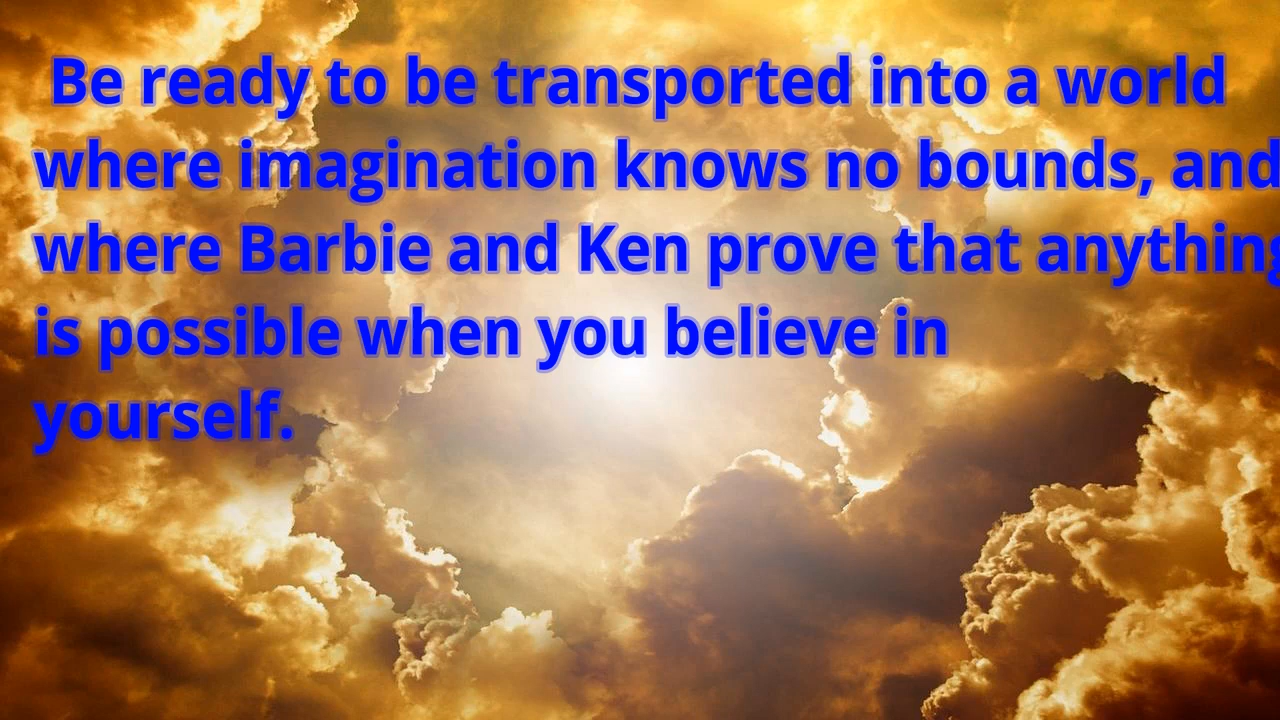 Be ready to be transported into a world
where imagination knows no bounds, and
where Barbie and Ken prove that anything
is possible when you believe in
yourself.